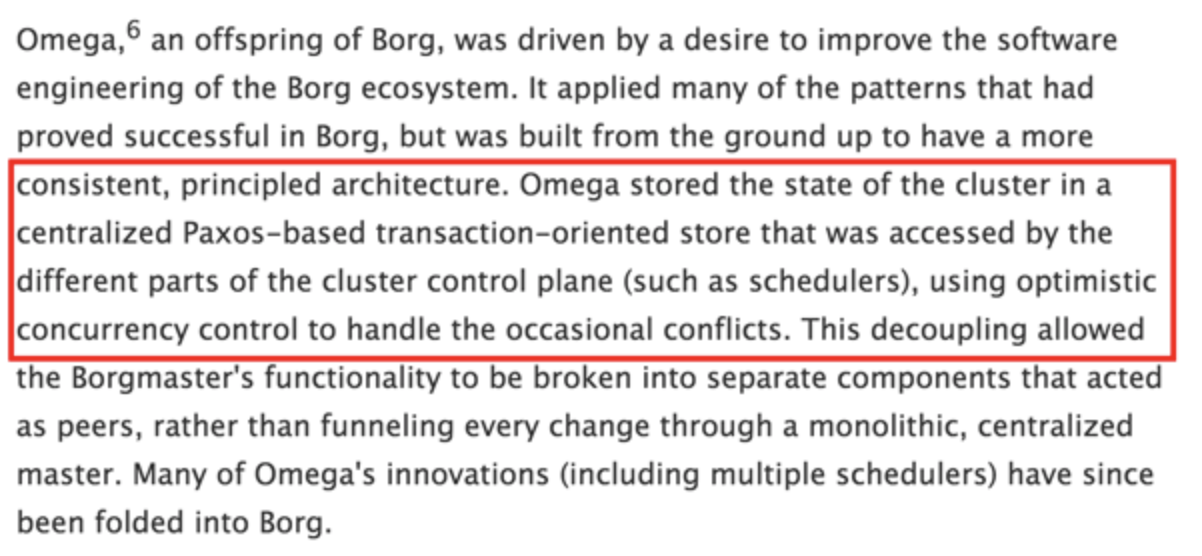 Omega,6 an offspring of Borg, was driven by a desire to improve the software
engineering of the Borg ecosystem. It applied many of the patterns that had
proved successful in Borg, but was built from the ground up to have a more
consistent, principled architecture. Omega stored the state of the cluster in a
centralized Paxos-based transaction-oriented store that was accessed by the
different parts of the cluster control plane (such as schedulers), using optimistic
concurrency control to handle the occasional conflicts. This decoupling allowed
the Borgmaster's functionality to be broken into separate components that acted
as peers, rather than funneling every change through a monolithic, centralized
master. Many of Omega's innovations (including multiple schedulers) have since
been folded into Borg.